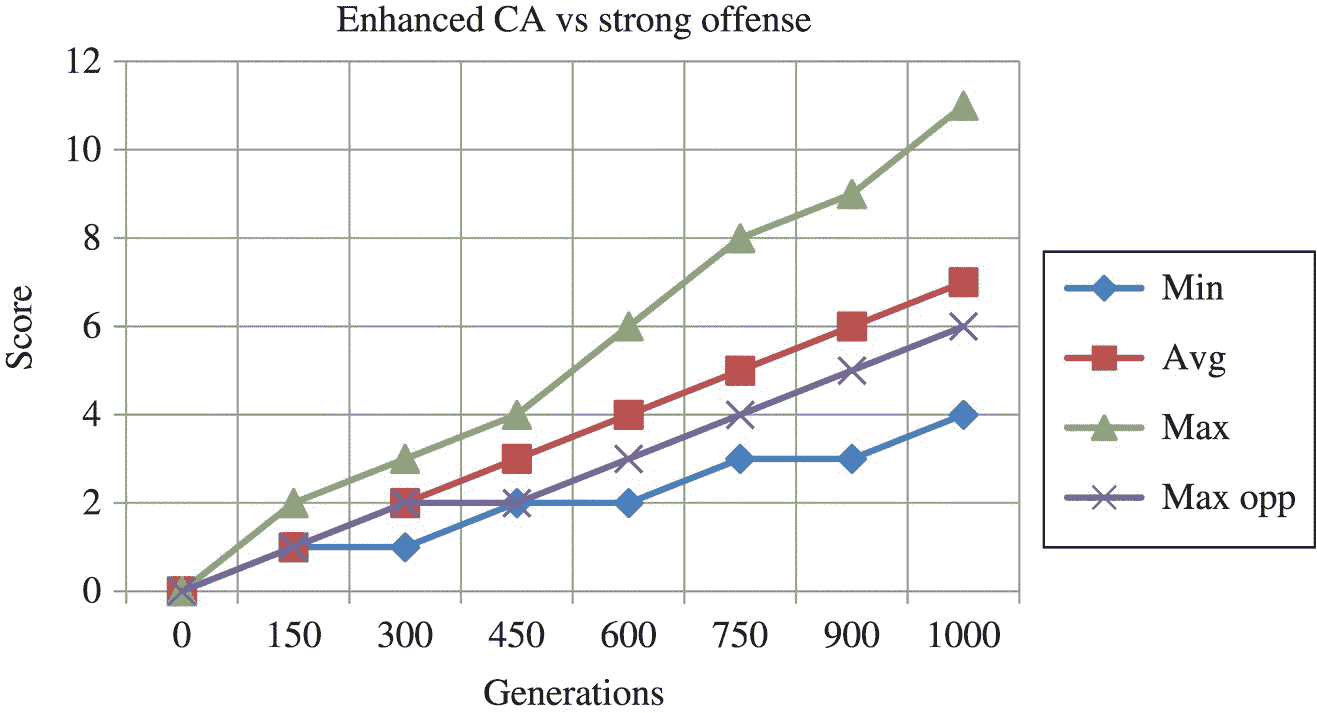 Enhanced CA vs strong offense
12
10
8
6
4
2
0
Score
0 150 300 450 600 750 900 1000
Generations
Min
Avg
Max
Max opp